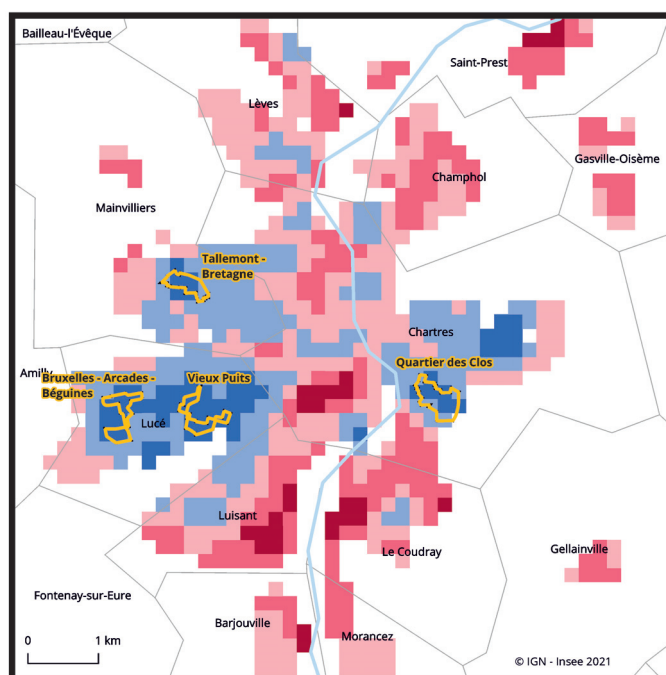 Bailleau-l'Évêque
Saint-Prest
Lèves
Gasville-Oisème
Champhol
Mainvilliers
Tallemont -
Bretagne
Chartres
Quartier des Clos
Amilly
Bruxelles - Arcades -
Béguines
Vieux Puits
Lucé
Luisant
Le Coudray
Gellainville
Fontenay-sur-Eure
Barjouville
Morancez
0 1 km
© IGN - Insee 2021